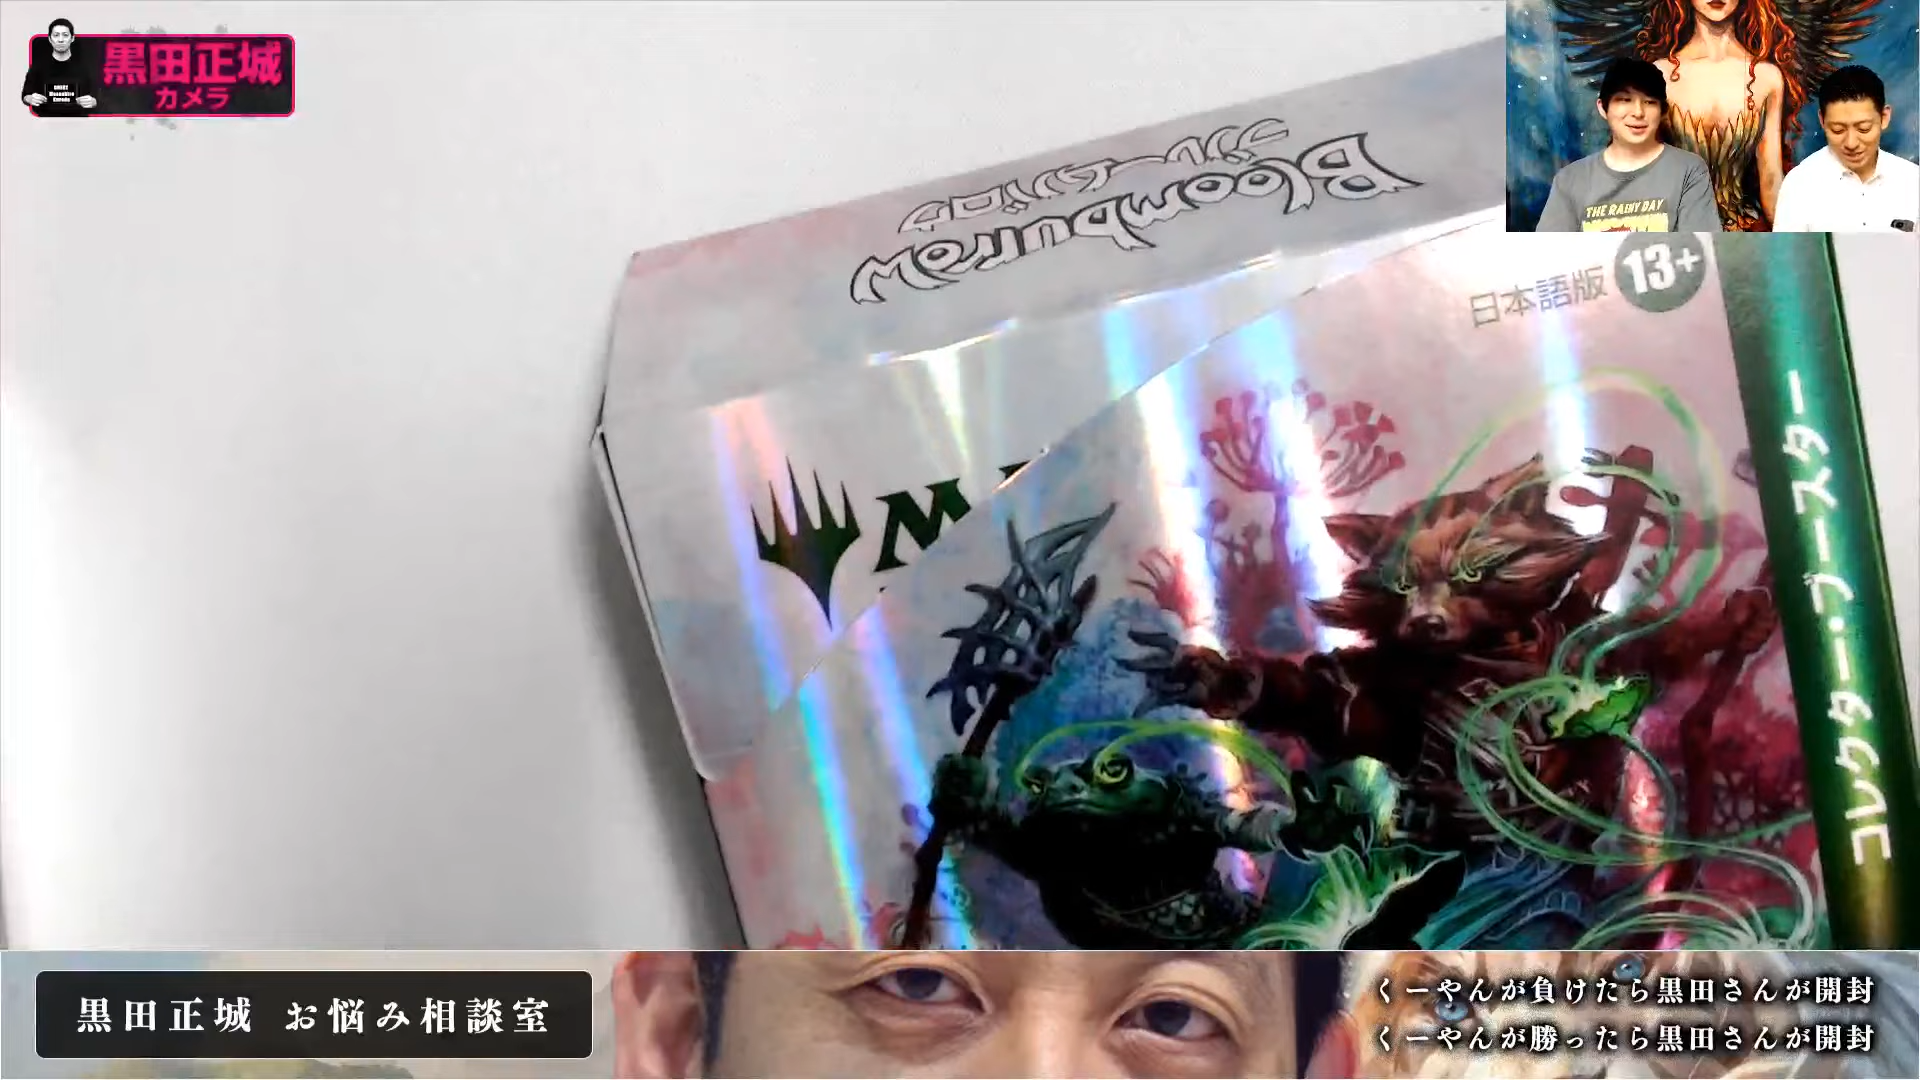 黒田正城
カメラ
THE RAINY DAY
Bloomburrow
ブルームバロウ
日本語版
13+
M
コレクター・ブースター
黒田正城 お悩み相談室
くーやんが負けたら黒田さんが開封
くーやんが勝ったら黒田さんが開封